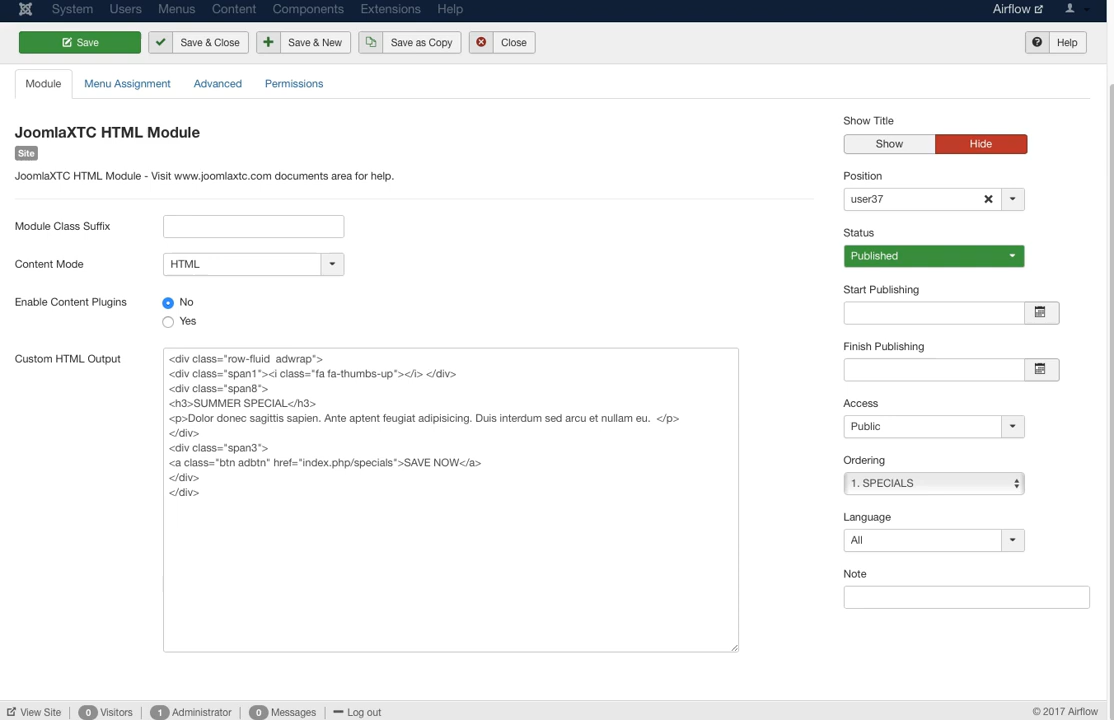 System Users Menus Content Components Extensions Help Airflow
Save Save & Close Save & New Save as Copy Close Help
Module Menu Assignment Advanced Permissions
JoomlaXTC HTML Module
Site
JoomlaXTC HTML Module - Visit www.joomlaxtc.com documents area for help.
Module Class Suffix
Content Mode HTML
Enable Content Plugins No
Yes
Custom HTML Output
<div class="row-fluid  adwrap">
<div class="span1"><i class="fa fa-thumbs-up"></i> </div>
<div class="span8">
<h3>SUMMER SPECIAL</h3>
<p>Dolor donec sagittis sapien. Ante aptent feugiat adipisicing. Duis interdum sed arcu et nullam eu.  </p>
</div>
<div class="span3">
<a class="btn adbtn" href="index.php/specials">SAVE NOW</a>
</div>
</div>
Show Title
Show Hide
Position
user37
Status
Published
Start Publishing
Finish Publishing
Access
Public
Ordering
1. SPECIALS
Language
All
Note
View Site 0 Visitors 1 Administrator 0 Messages Log out © 2017 Airflow